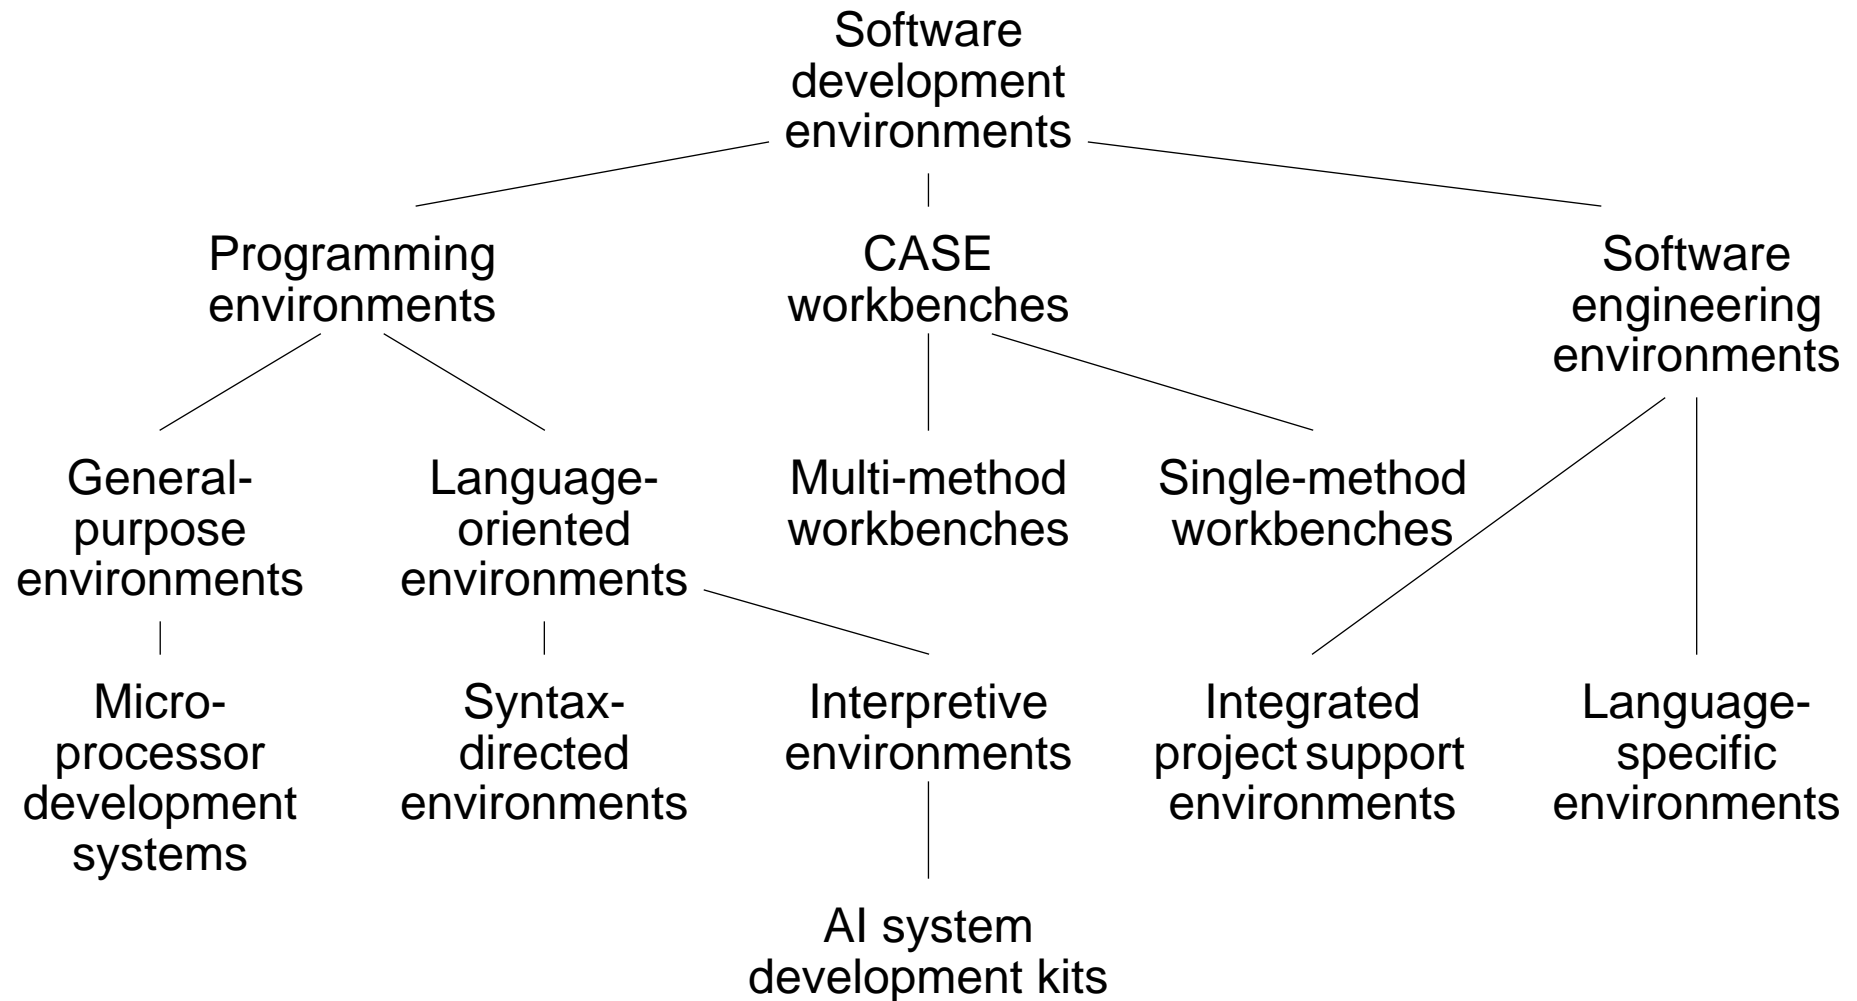 Software
development
environments
Programming
environments
CASE
workbenches
Software
engineering
environments
General-
purpose
environments
Language-
oriented
environments
Multi-method
workbenches
Single-method
workbenches
Micro-
processor
development
systems
Syntax-
directed
environments
Interpretive
environments
Integrated
project support
environments
Language-
specific
environments
AI system
development kits